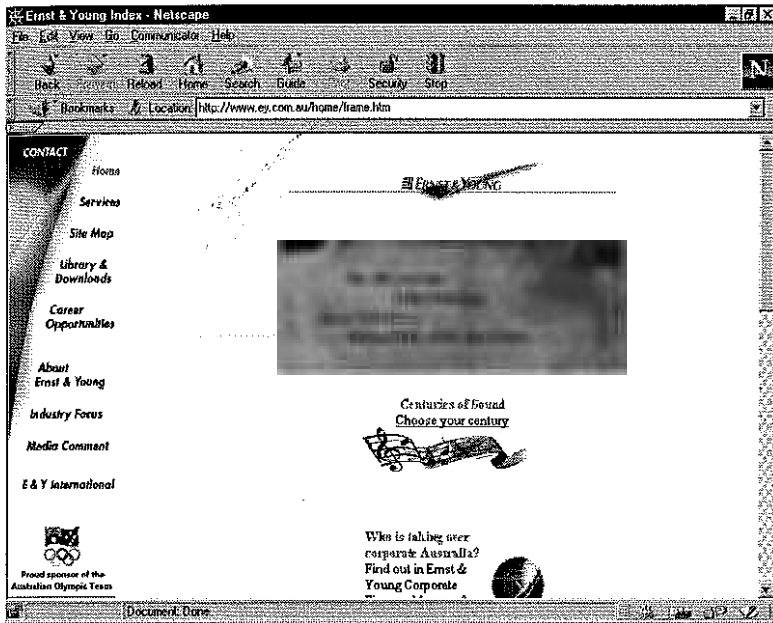 Ernst & Young Index - Netscape
File Edit View Go Communicator Help
Back Forward Reload Home Search Guide Print Security Stop
N
Bookmarks Location: http://www.ey.com.au/home/frame.htm
CONTACT
Home
Services
Site Map
Library &
Downloads
Career
Opportunities
About
Ernst & Young
Industry Focus
Media Comment
E & Y International
Proud sponsor of the
Australian Olympic Team
ERNST & YOUNG
Centuries of Sound
Choose your century
Who is taking over
corporate Australia?
Find out in Ernst &
Young Corporate
Document: Done